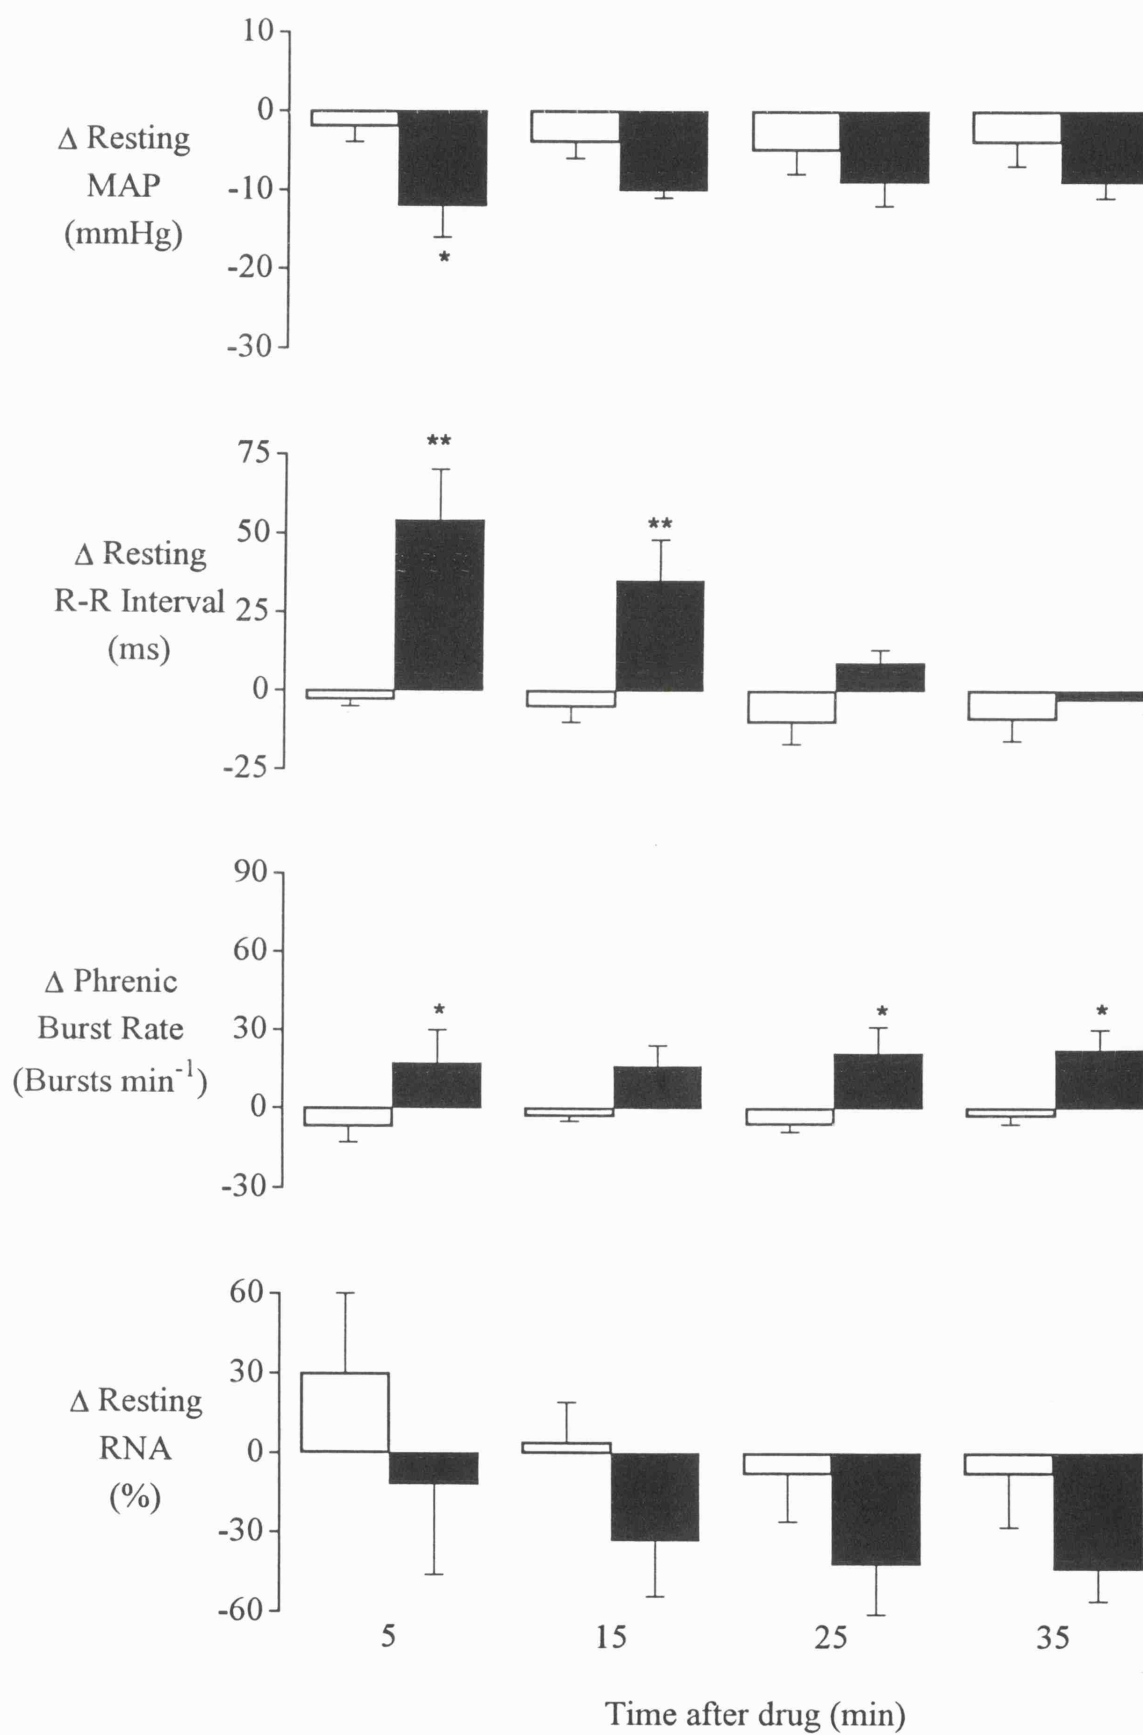 10
0
-10
-20
-30
Δ Resting
MAP
(mmHg)
*
75
50
25
0
-25
Δ Resting
R-R Interval
(ms)
**
**
90
60
30
0
-30
Δ Phrenic
Burst Rate
(Bursts min⁻¹)
*
*
*
60
30
0
-30
-60
Δ Resting
RNA
(%)
5 15 25 35
Time after drug (min)